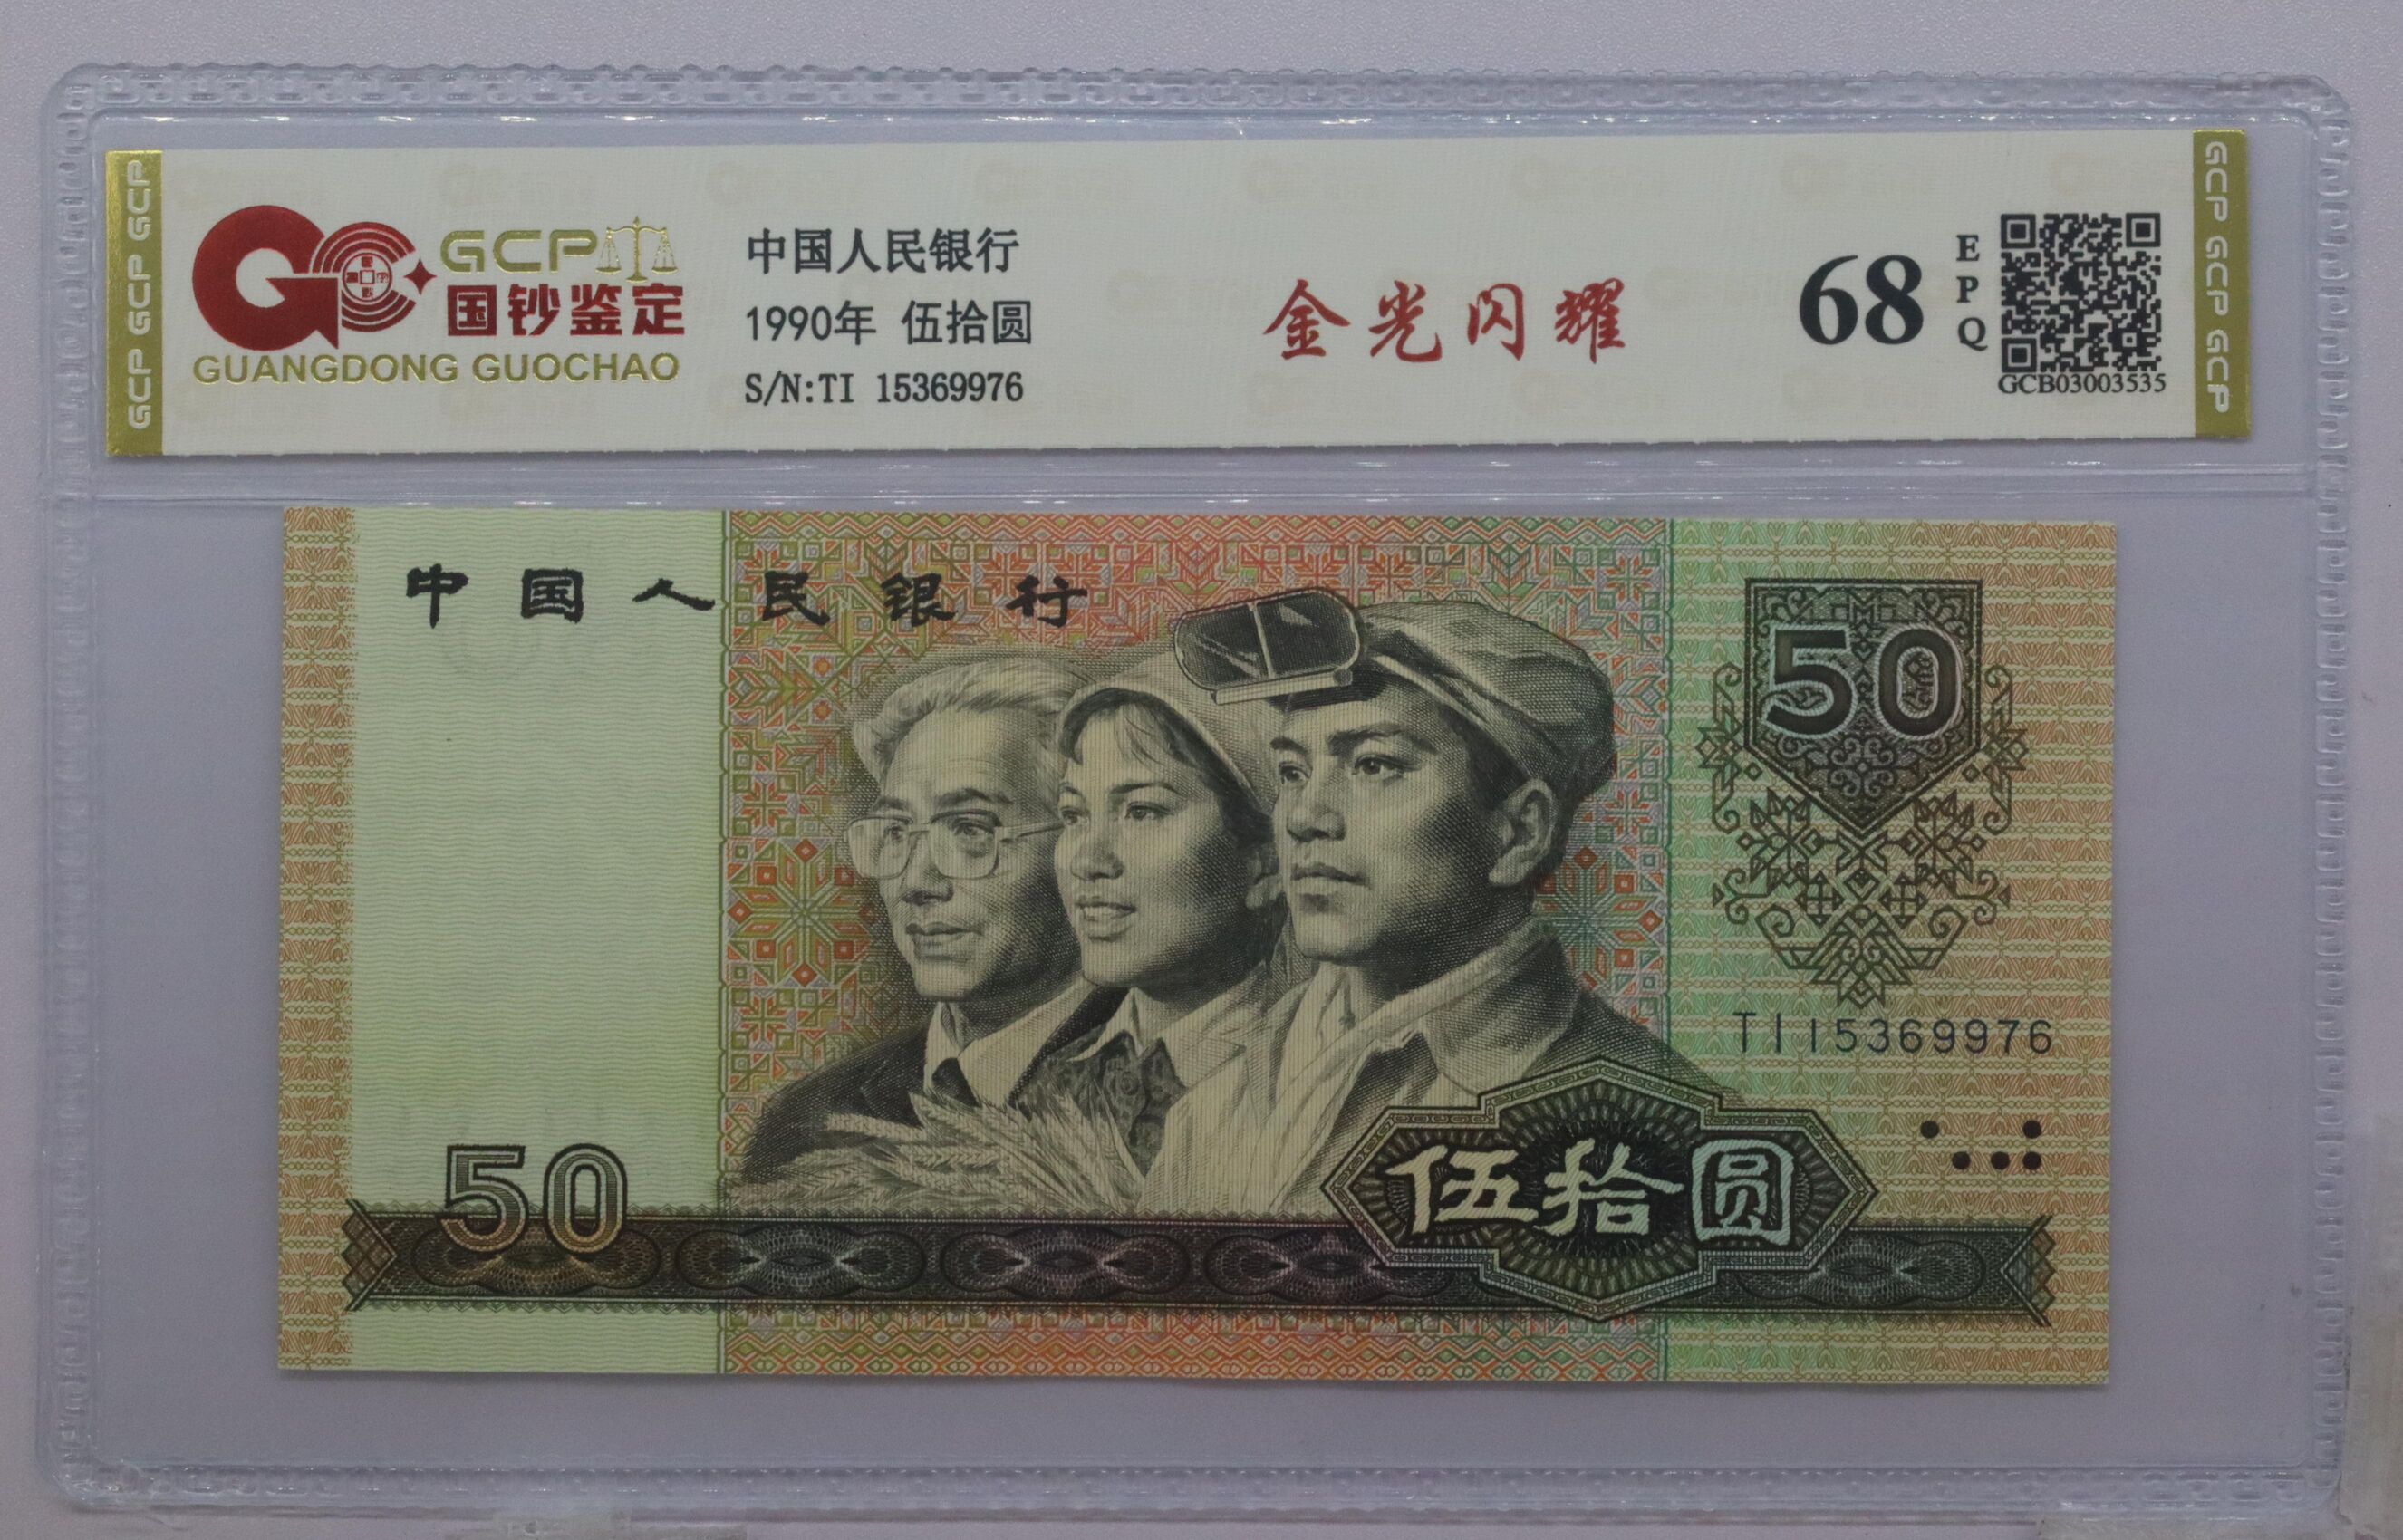 GCP GCP GCP
GCP
国钞鉴定
GUANGDONG GUOCHAO
中国人民银行
1990年 伍拾圆
S/N:TI 15369976
金光闪耀
68
EPQ
GCB03003535
GCP GCP GCP
中国人民银行
50
TI15369976
50
伍拾圆